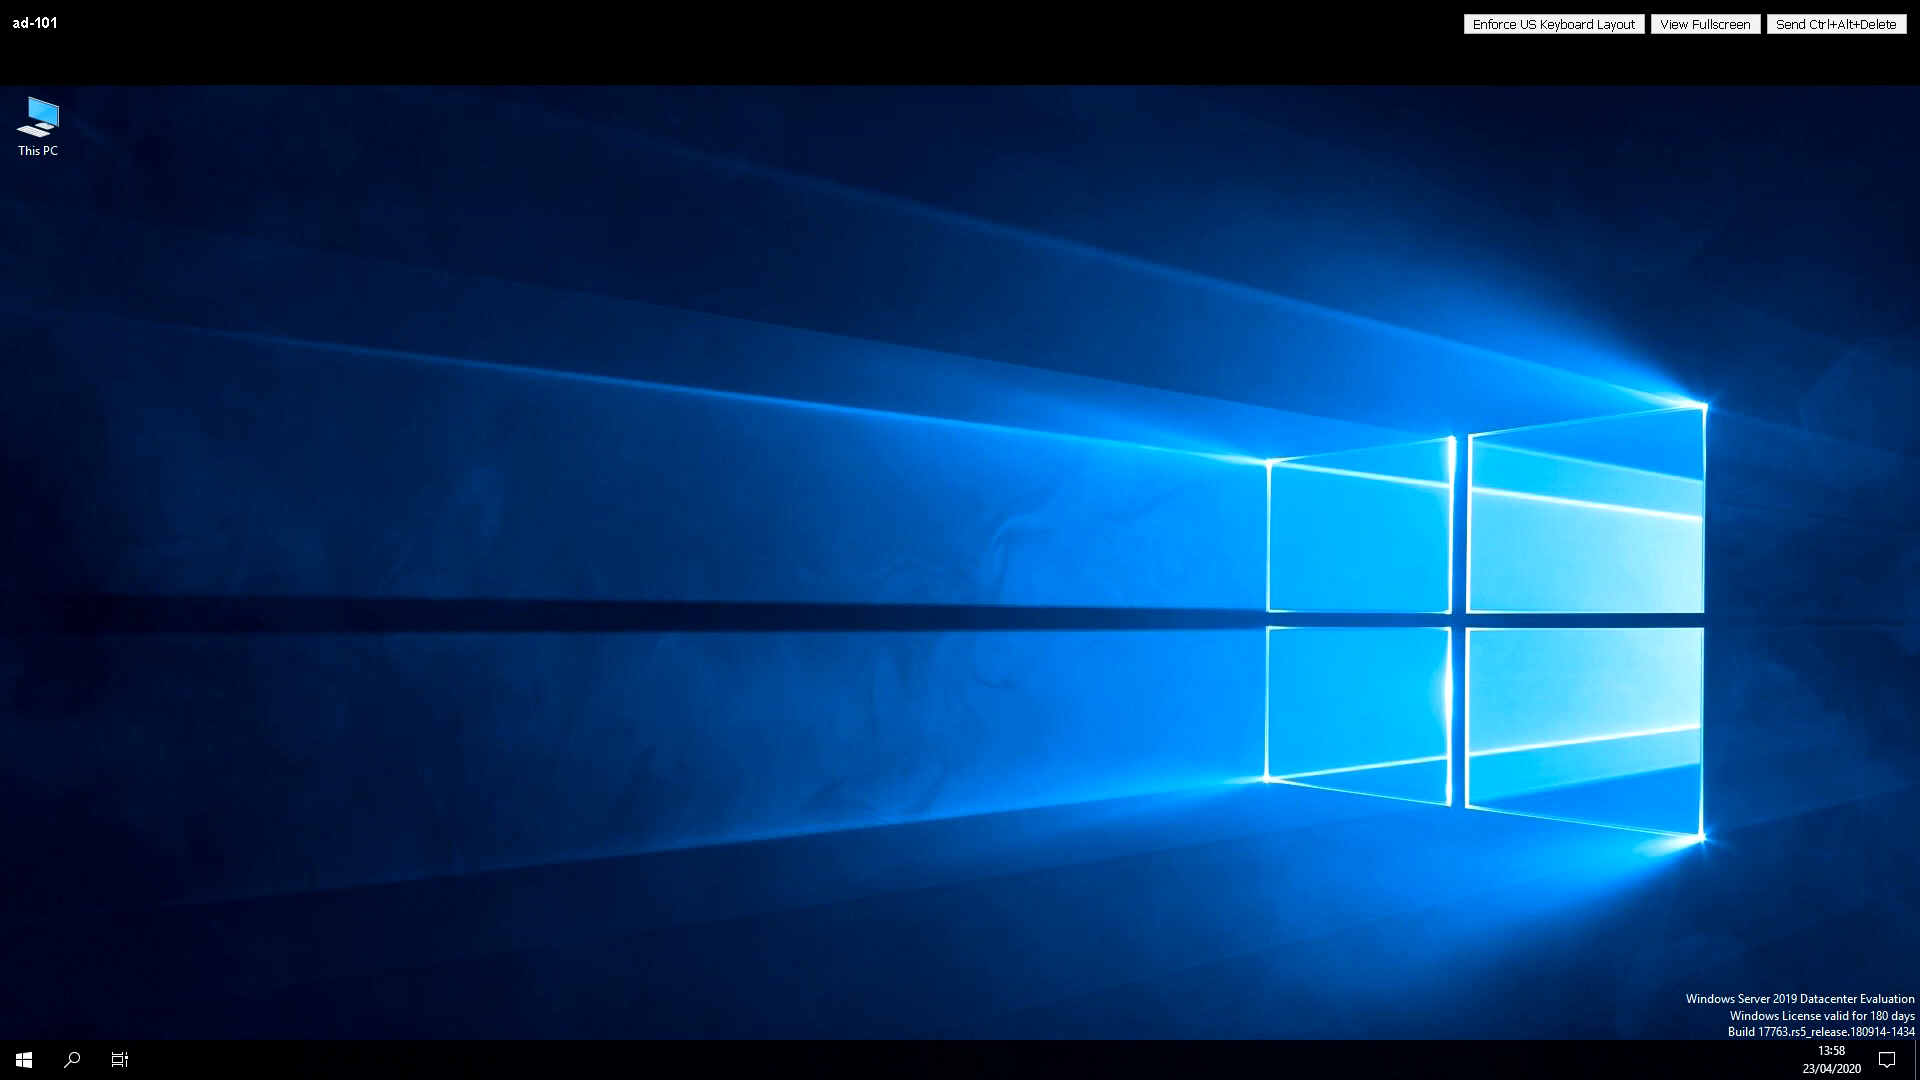 ad-101
Enforce US Keyboard Layout
View Fullscreen
Send Ctrl+Alt+Delete
This PC
Windows Server 2019 Datacenter Evaluation
Windows License valid for 180 days
Build 17763.rs5_release.180914-1434
13:58
23/04/2020